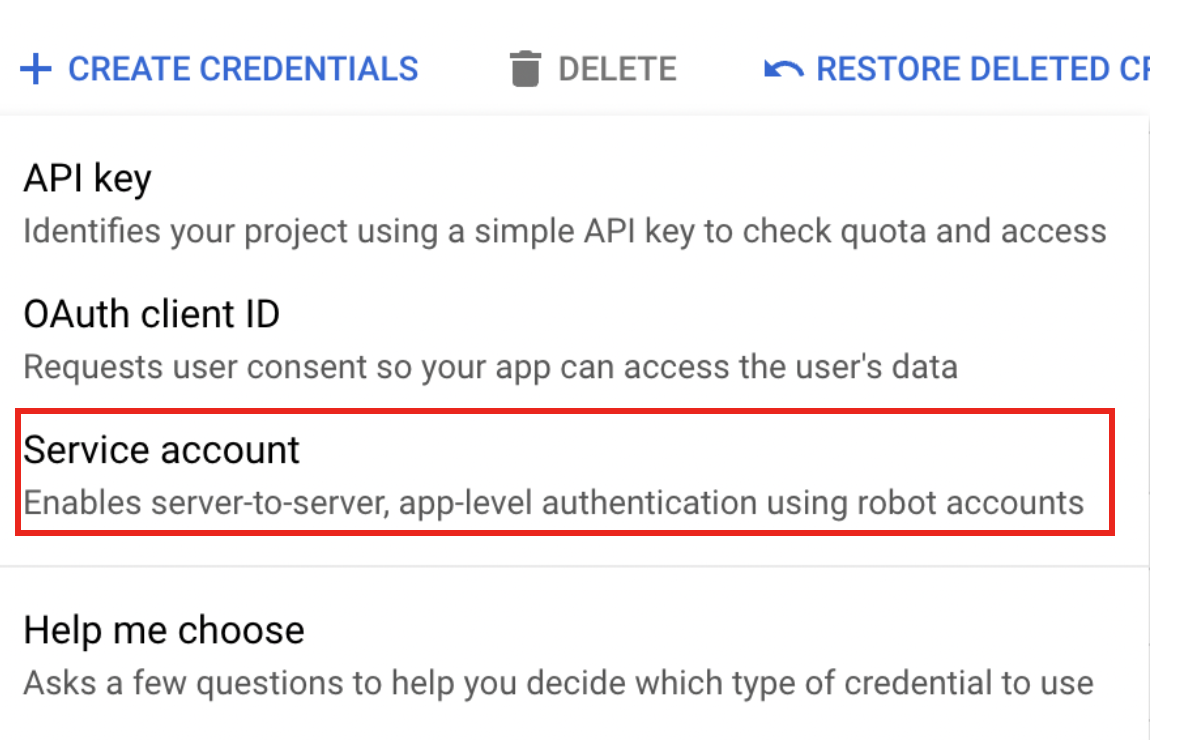 + CREATE CREDENTIALS DELETE RESTORE DELETED
API key
Identifies your project using a simple API key to check quota and access
OAuth client ID
Requests user consent so your app can access the user's data
Service account
Enables server-to-server, app-level authentication using robot accounts
Help me choose
Asks a few questions to help you decide which type of credential to use